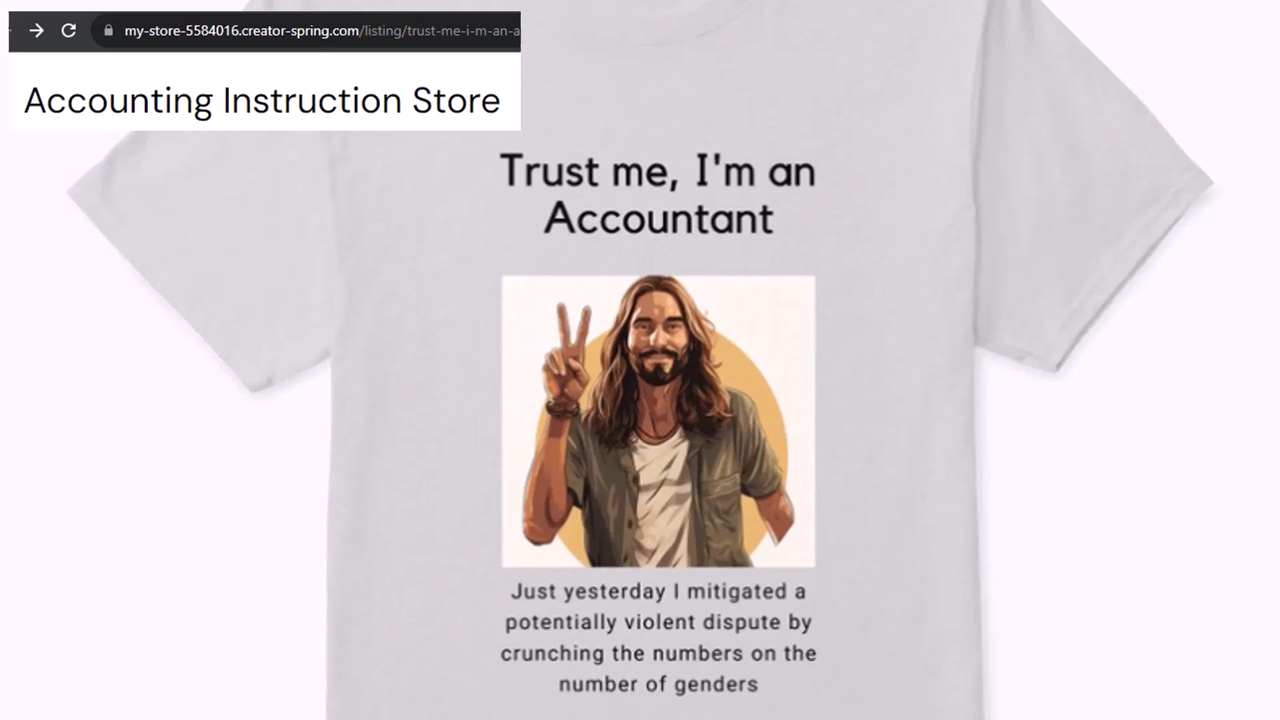 my-store-5584016.creator-spring.com/listing/trust-me-i-m-an-a
Accounting Instruction Store
Trust me, I'm an
Accountant
Just yesterday I mitigated a
potentially violent dispute by
crunching the numbers on the
number of genders